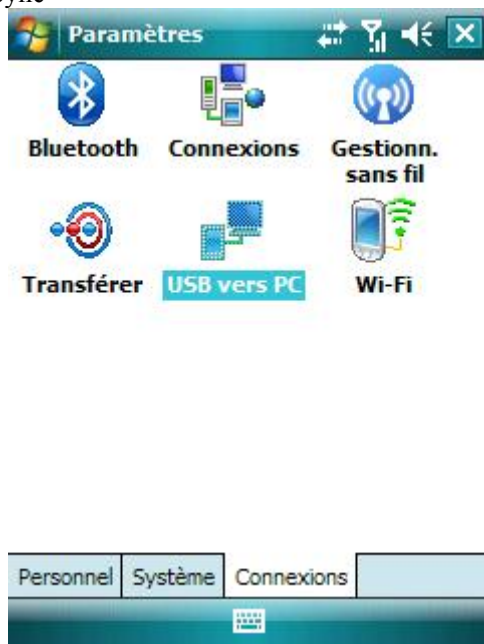 Paramètres
Bluetooth Connexions Gestionn.
sans fil
Transférer USB vers PC Wi-Fi
Personnel Système Connexions